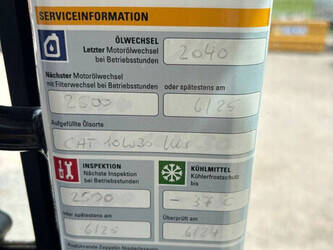 SERVICEINFORMATION
ÖLWECHSEL
Letzter Motorölwechsel
bei Betriebsstunden
2040
Nächster Motorölwechsel
mit Filterwechsel bei Betriebsstunden
oder spätestens am
2500
6/25
Aufgefüllte Ölsorte
CAT 10W30
INSPEKTION
Nächste Inspektion
bei Betriebsstunden
KÜHLMITTEL
Kühlerfrostschutz
bis
2500
- 37°C
oder spätestens am
Überprüft am
6/25
6/24
Zeppelin